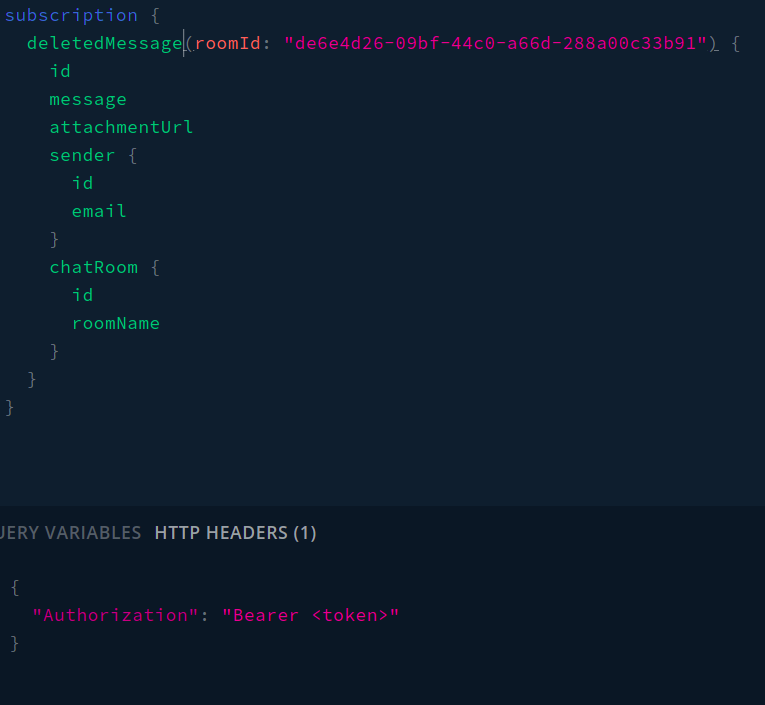 subscription {
  deletedMessage(roomId: "de6e4d26-09bf-44c0-a66d-288a00c33b91") {
    id
    message
    attachmentUrl
    sender {
      id
      email
    }
    chatRoom {
      id
      roomName
    }
  }
}
UERY VARIABLES HTTP HEADERS (1)
{
  "Authorization": "Bearer <token>"
}